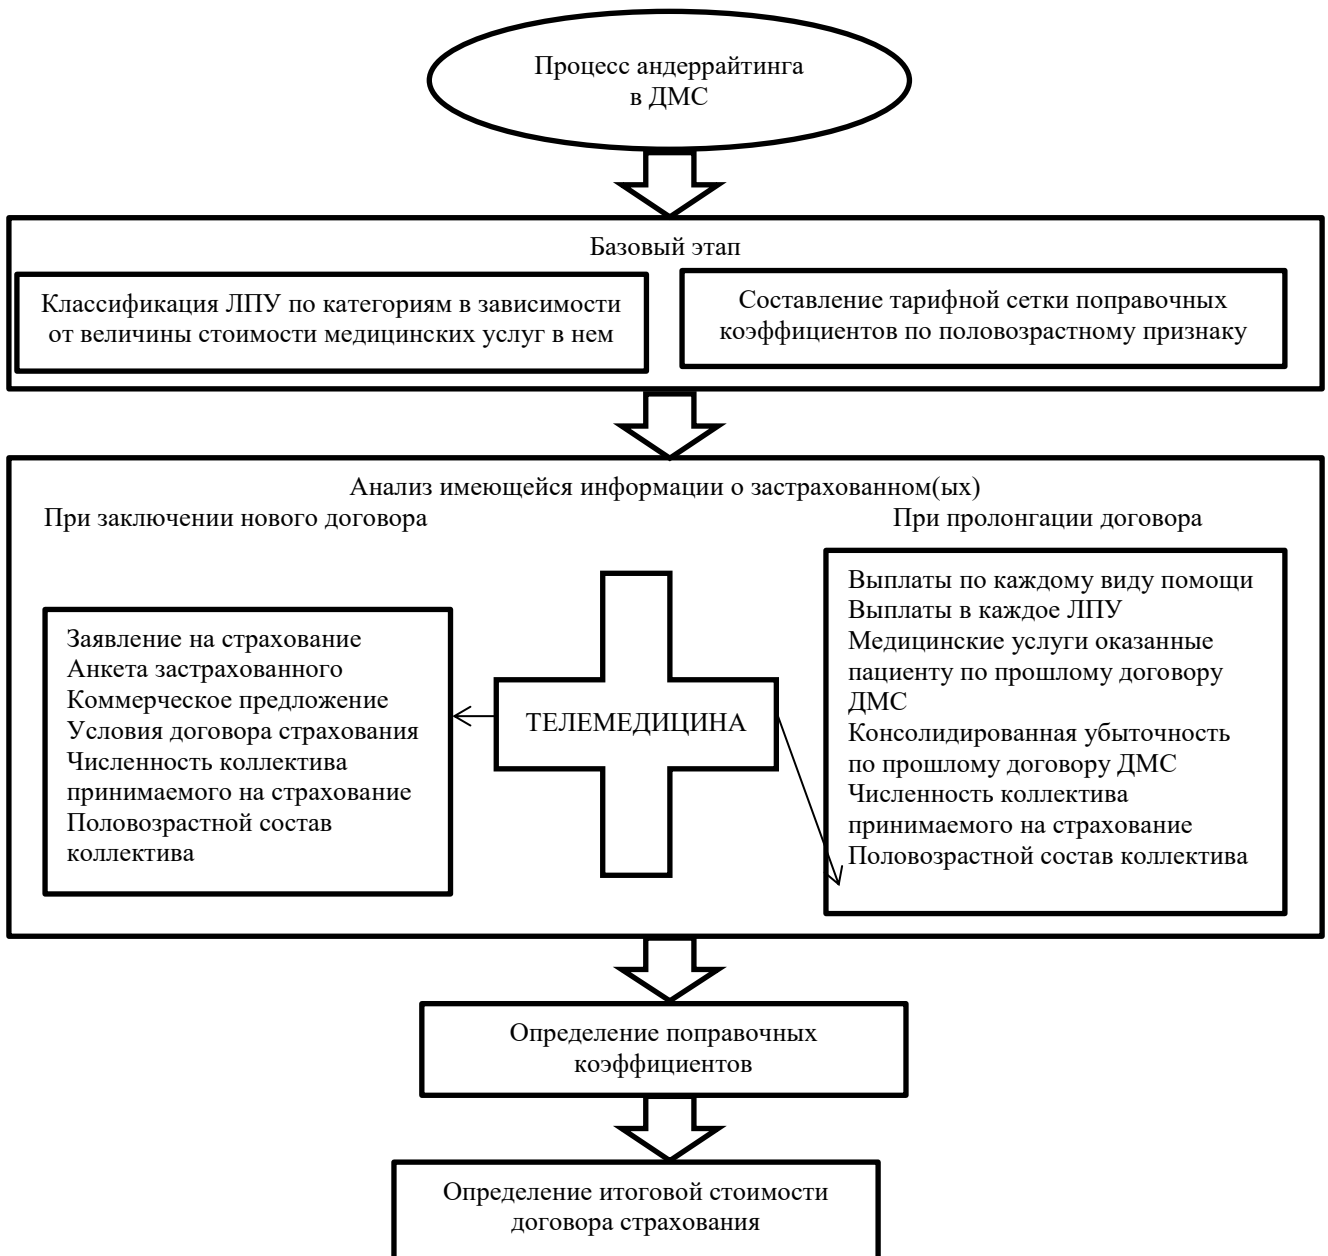 Процесс андеррайтинга
в ДМС
Базовый этап
Классификация ЛПУ по категориям в зависимости
от величины стоимости медицинских услуг в нем
Составление тарифной сетки поправочных
коэффициентов по половозрастному признаку
Анализ имеющейся информации о застрахованном(ых)
При заключении нового договора
При пролонгации договора
Заявление на страхование
Анкета застрахованного
Коммерческое предложение
Условия договора страхования
Численность коллектива
принимаемого на страхование
Половозрастной состав
коллектива
ТЕЛЕМЕДИЦИНА
Выплаты по каждому виду помощи
Выплаты в каждое ЛПУ
Медицинские услуги оказанные
пациенту по прошлому договору
ДМС
Консолидированная убыточность
по прошлому договору ДМС
Численность коллектива
принимаемого на страхование
Половозрастной состав коллектива
Определение поправочных
коэффициентов
Определение итоговой стоимости
договора страхования